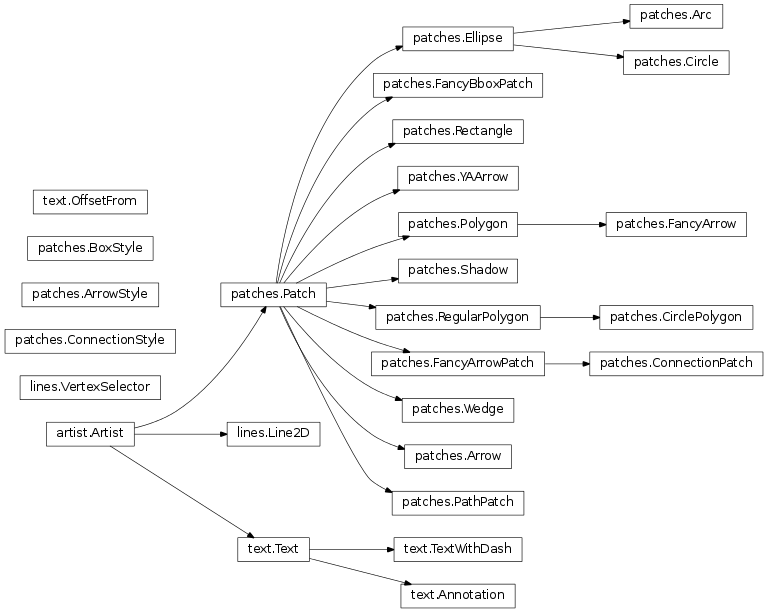 patches.Arc
patches.Ellipse
patches.Circle
patches.FancyBboxPatch
patches.Rectangle
patches.YAArrow
text.OffsetFrom
patches.Polygon
patches.FancyArrow
patches.BoxStyle
patches.Shadow
patches.ArrowStyle
patches.Patch
patches.RegularPolygon
patches.CirclePolygon
patches.ConnectionStyle
patches.FancyArrowPatch
patches.ConnectionPatch
lines.VertexSelector
patches.Wedge
artist.Artist
lines.Line2D
patches.Arrow
patches.PathPatch
text.Text
text.TextWithDash
text.Annotation